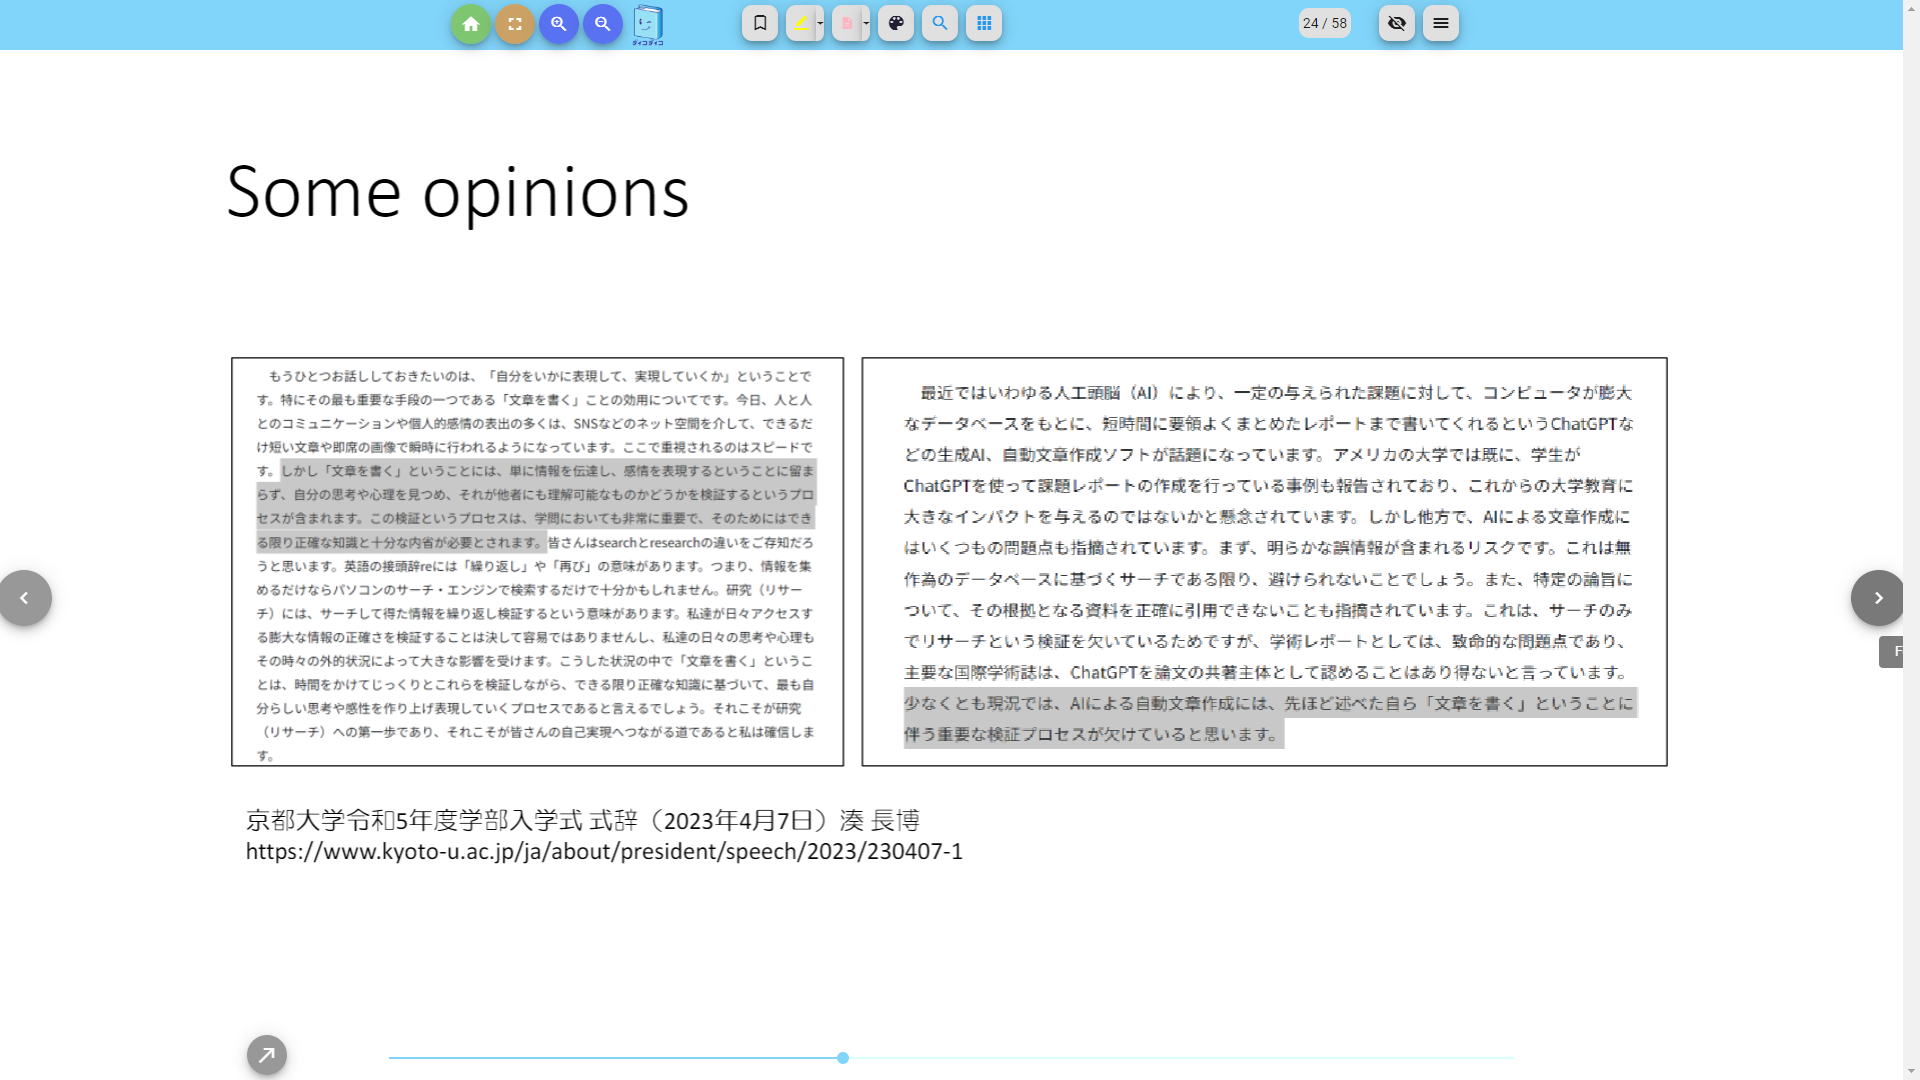 ダイコダイコ
24 / 58
Some opinions
もうひとつお話ししておきたいのは、「自分をいかに表現して、実現していくか」ということで
す。特にその最も重要な手段の一つである「文章を書く」ことの効用についてです。今日、人と人
とのコミュニケーションや個人的感情の表出の多くは、SNSなどのネット空間を介して、できるだ
け短い文章や即席の画像で瞬時に行われるようになっています。ここで重視されるのはスピードで
す。しかし「文章を書く」ということには、単に情報を伝達し、感情を表現するということに留ま
らず、自分の思考や心理を見つめ、それが他者にも理解可能なものかどうかを検証するというプロ
セスが含まれます。この検証というプロセスは、学問においても非常に重要で、そのためにはでき
る限り正確な知識と十分な内省が必要とされます。皆さんはsearchとresearchの違いをご存知だろ
うと思います。英語の接頭辞reには「繰り返し」や「再び」の意味があります。つまり、情報を集
めるだけならパソコンのサーチ・エンジンで検索するだけで十分かもしれません。研究（リサー
チ）には、サーチして得た情報を繰り返し検証するという意味があります。私達が日々アクセスす
る膨大な情報の正確さを検証することは決して容易ではありませんし、私達の日々の思考や心理も
その時々の外的状況によって大きな影響を受けます。こうした状況の中で「文章を書く」というこ
とは、時間をかけてじっくりとこれらを検証しながら、できる限り正確な知識に基づいて、最も自
分らしい思考や感性を作り上げ表現していくプロセスであると言えるでしょう。それこそが研究
（リサーチ）への第一歩であり、それこそが皆さんの自己実現へつながる道であると私は確信しま
す。
最近ではいわゆる人工頭脳（AI）により、一定の与えられた課題に対して、コンピュータが膨大
なデータベースをもとに、短時間に要領よくまとめたレポートまで書いてくれるというChatGPTな
どの生成AI、自動文章作成ソフトが話題になっています。アメリカの大学では既に、学生が
ChatGPTを使って課題レポートの作成を行っている事例も報告されており、これからの大学教育に
大きなインパクトを与えるのではないかと懸念されています。しかし他方で、AIによる文章作成に
はいくつもの問題点も指摘されています。まず、明らかな誤情報が含まれるリスクです。これは無
作為のデータベースに基づくサーチである限り、避けられないことでしょう。また、特定の論旨に
ついて、その根拠となる資料を正確に引用できないことも指摘されています。これは、サーチのみ
でリサーチという検証を欠いているためですが、学術レポートとしては、致命的な問題点であり、
主要な国際学術誌は、ChatGPTを論文の共著主体として認めることはあり得ないと言っています。
少なくとも現況では、AIによる自動文章作成には、先ほど述べた自ら「文章を書く」ということに
伴う重要な検証プロセスが欠けていると思います。
京都大学令和5年度学部入学式 式辞（2023年4月7日）湊 長博
https://www.kyoto-u.ac.jp/ja/about/president/speech/2023/230407-1
F